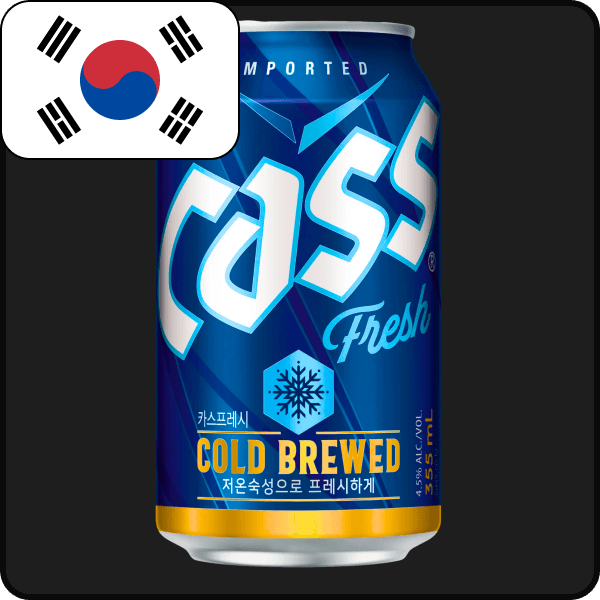 IMPORTED
cass
®
Fresh
카스프레시
COLD BREWED
저온숙성으로 프레시하게
4.5% ALC./VOL.
355 mL